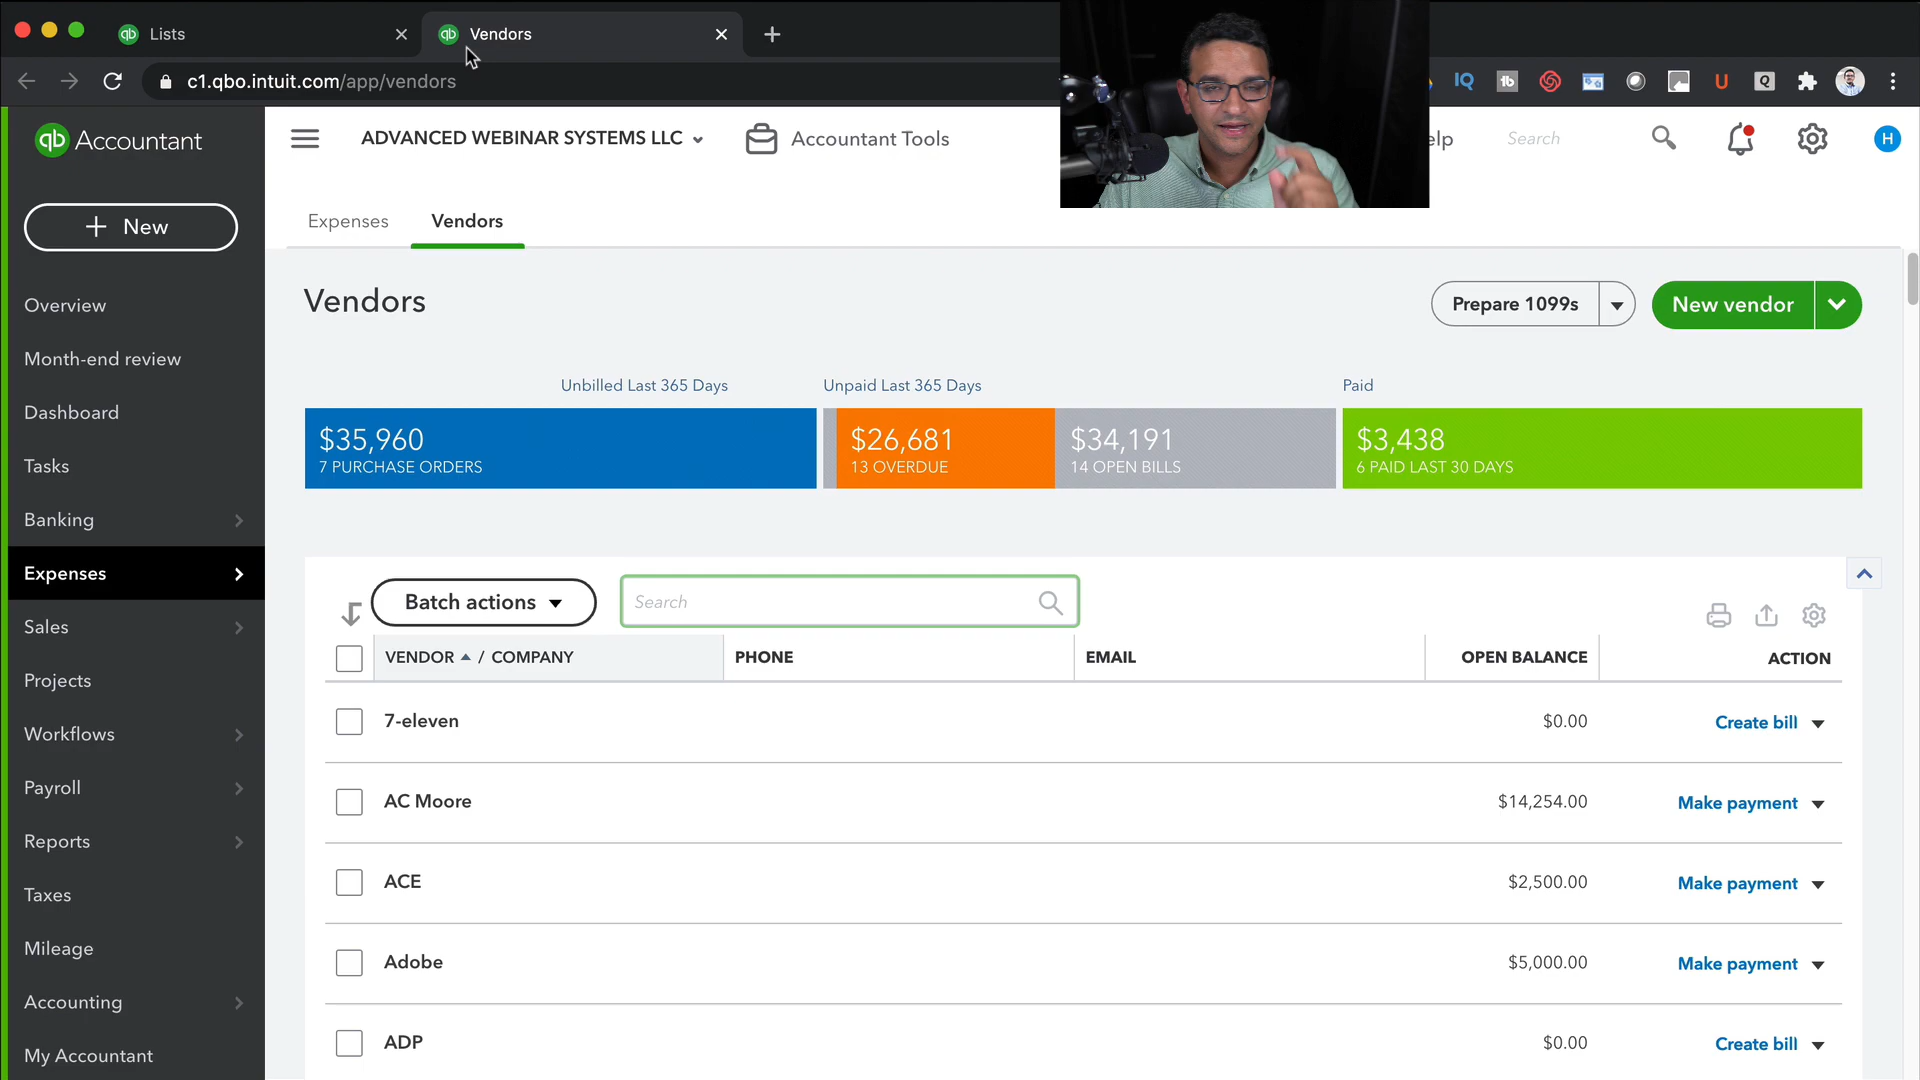 Lists
Vendors
c1.qbo.intuit.com/app/vendors
IQ
tb
U
Q
qb Accountant
ADVANCED WEBINAR SYSTEMS LLC
Accountant Tools
elp
Search
H
+ New
Expenses
Vendors
Overview
Month-end review
Dashboard
Tasks
Banking
Expenses
Sales
Projects
Workflows
Payroll
Reports
Taxes
Mileage
Accounting
My Accountant
Vendors
Prepare 1099s
New vendor
Unbilled Last 365 Days
Unpaid Last 365 Days
Paid
$35,960
7 PURCHASE ORDERS
$26,681
13 OVERDUE
$34,191
14 OPEN BILLS
$3,438
6 PAID LAST 30 DAYS
Batch actions
Search
VENDOR / COMPANY PHONE EMAIL OPEN BALANCE ACTION
7-eleven $0.00 Create bill
AC Moore $14,254.00 Make payment
ACE $2,500.00 Make payment
Adobe $5,000.00 Make payment
ADP $0.00 Create bill